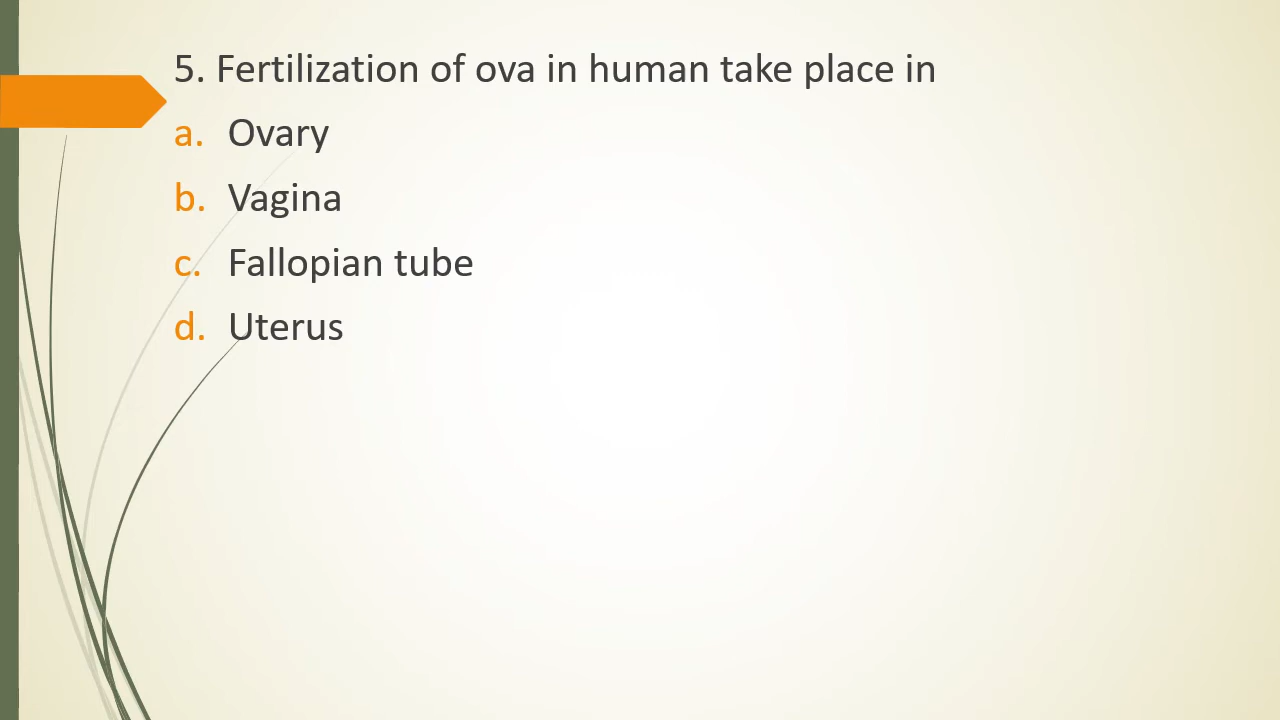 5. Fertilization of ova in human take place in
a. Ovary
b. Vagina
c. Fallopian tube
d. Uterus